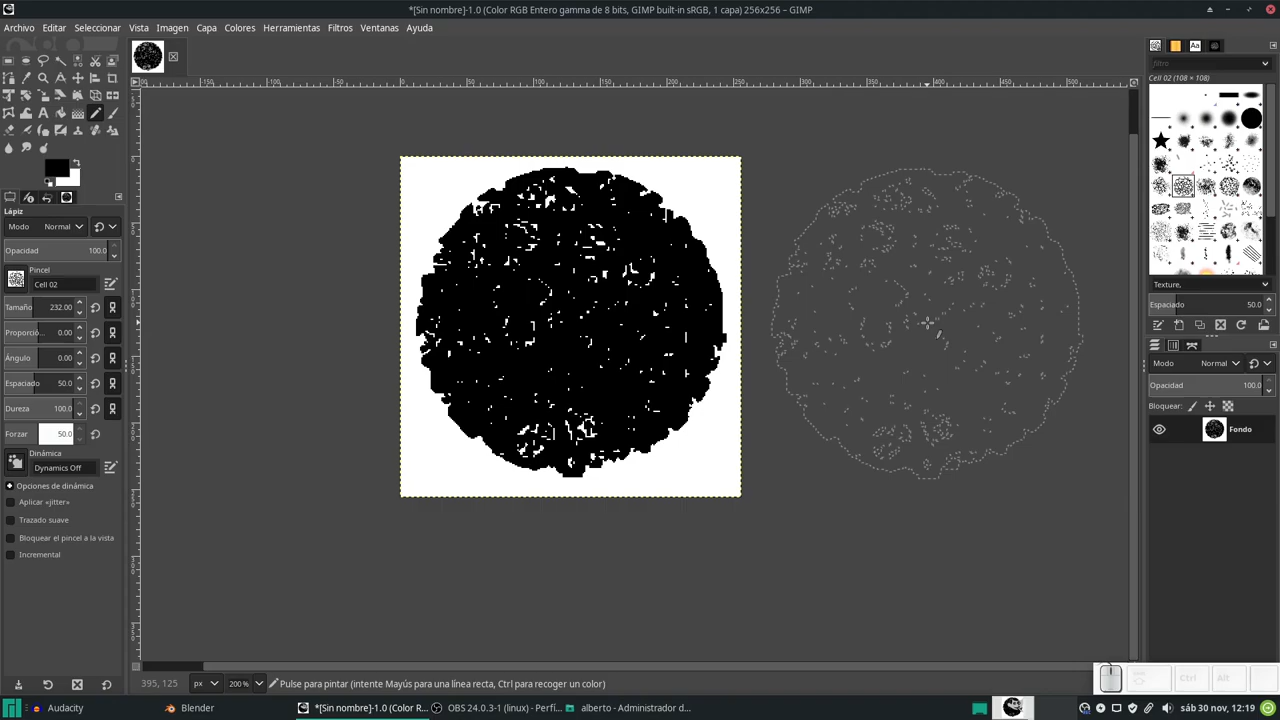 *[Sin nombre]-1.0 (Color RGB Entero gamma de 8 bits, GIMP built-in sRGB, 1 capa) 256x256 – GIMP
Archivo Editar Seleccionar Vista Imagen Capa Colores Herramientas Filtros Ventanas Ayuda
filtro
Cell 02 (108 × 108)
Lápiz
Modo Normal
Opacidad 100.0
Pincel
Cell 02
Tamaño 232.00
Proporció... 0.00
Ángulo 0.00
Espaciado 50.0
Dureza 100.0
Forzar 50.0
Dinámica
Dynamics Off
Opciones de dinámica
Aplicar «jitter»
Trazado suave
Bloquear el pincel a la vista
Incremental
Texture,
Espaciado 50.0
Modo Normal
Opacidad 100.0
Bloquear:
Fondo
395, 125 px 200 % Pulse para pintar (intente Mayús para una línea recta, Ctrl para recoger un color)
Ctrl Alt
Audacity Blender *[Sin nombre]-1.0 (Color R... OBS 24.0.3-1 (linux) - Perfi... alberto - Administrador d... sáb 30 nov, 12:19